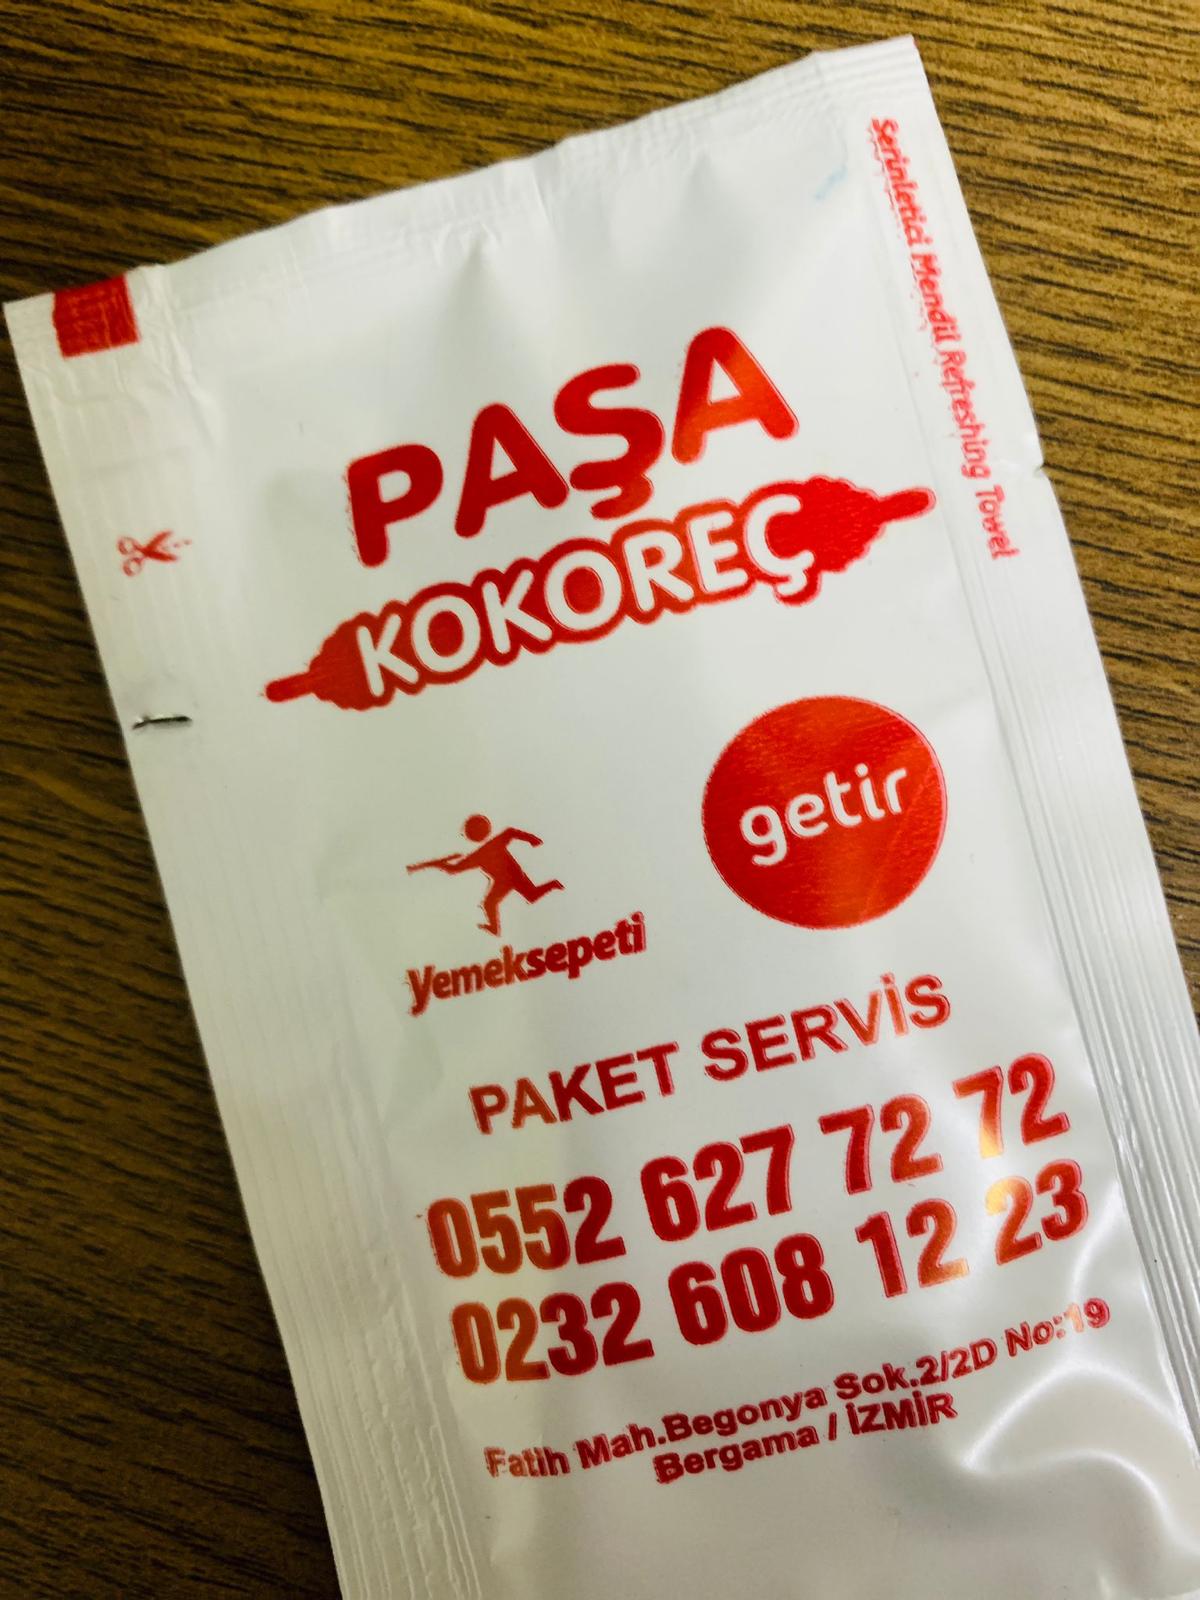 Serinletici Mendil Refreshing Towel
PAŞA
KOKOREÇ
getir
Yemeksepeti
PAKET SERVİS
0552 627 72 72
0232 608 12 23
Fatih Mah.Begonya Sok.2/2D No:19
Bergama / İZMİR